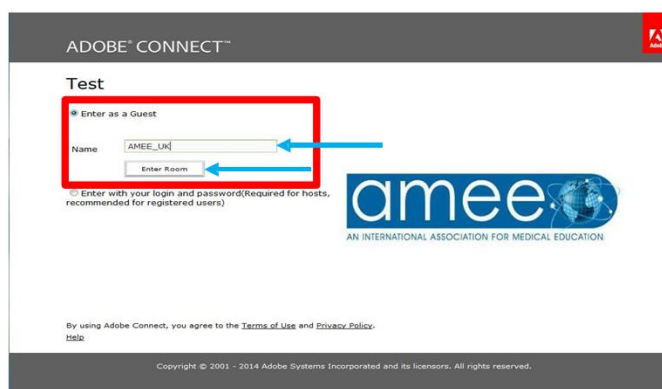 ADOBE® CONNECT™
Adobe
Test
Enter as a Guest
Name
AMEE_UK
Enter Room
Enter with your login and password(Required for hosts,
recommended for registered users)
amee
AN INTERNATIONAL ASSOCIATION FOR MEDICAL EDUCATION
By using Adobe Connect, you agree to the Terms of Use and Privacy Policy.
Help
Copyright © 2001 - 2014 Adobe Systems Incorporated and its licensors. All rights reserved.